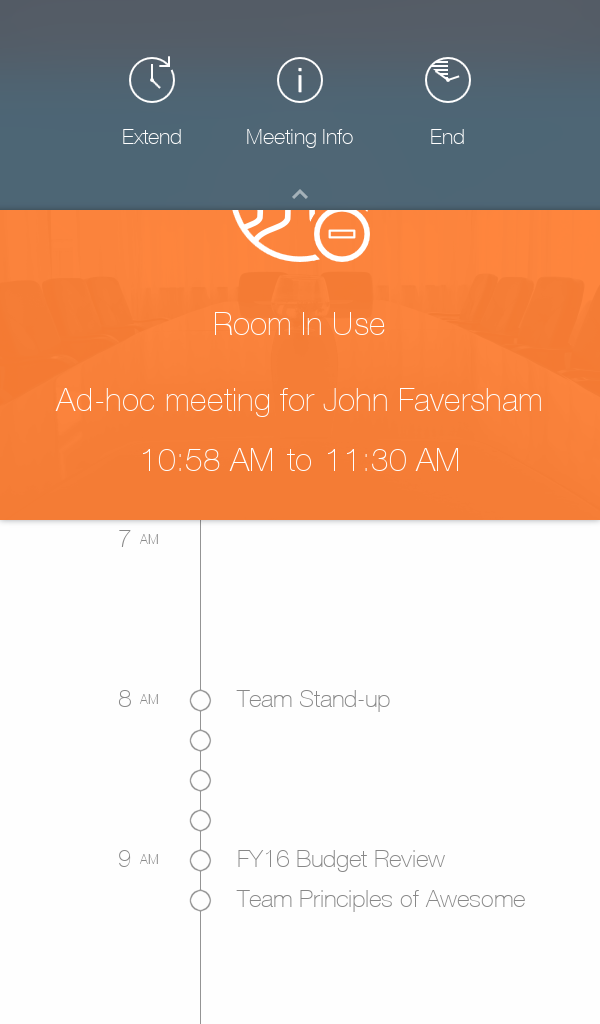 Extend
Meeting Info
End
Room In Use
Ad-hoc meeting for John Faversham
10:58 AM to 11:30 AM
7 AM
8 AM Team Stand-up
9 AM FY16 Budget Review
Team Principles of Awesome